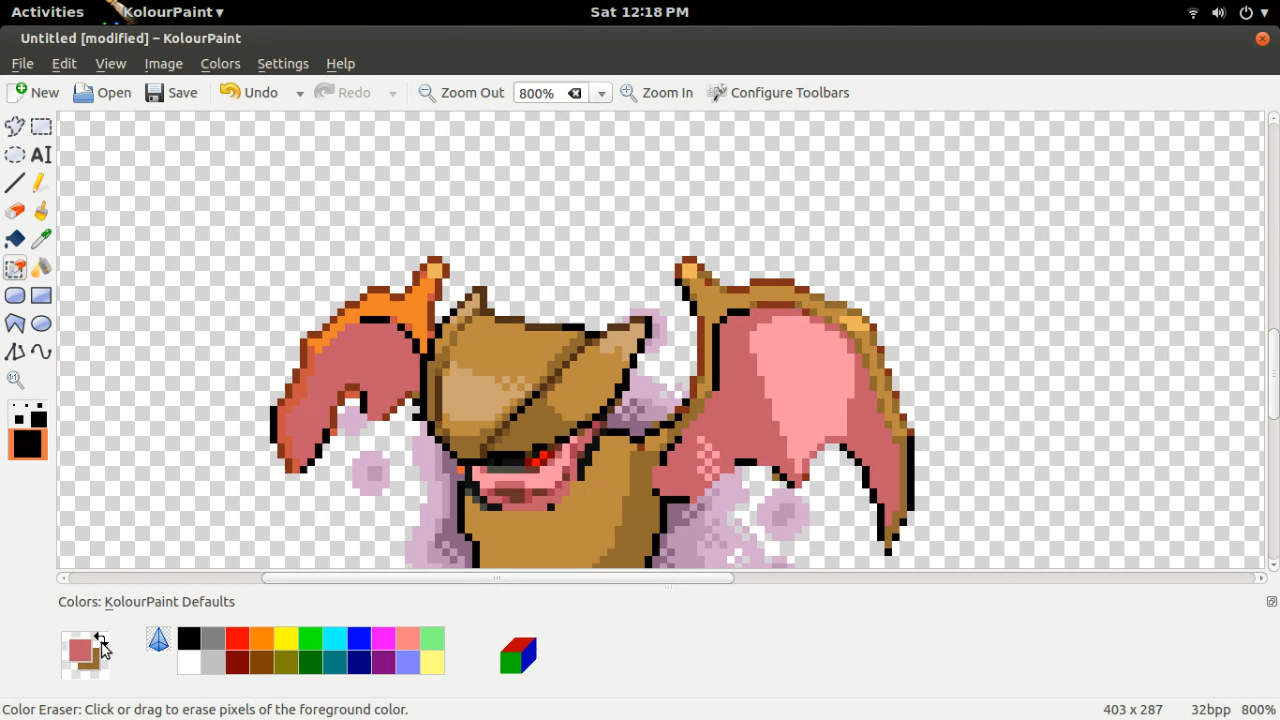 Activities KolourPaint ▾ Sat 12:18 PM
Untitled [modified] – KolourPaint
File Edit View Image Colors Settings Help
New Open Save Undo Redo Zoom Out 800% Zoom In Configure Toolbars
A
Colors: KolourPaint Defaults
Color Eraser: Click or drag to erase pixels of the foreground color. 403 x 287 32bpp 800%